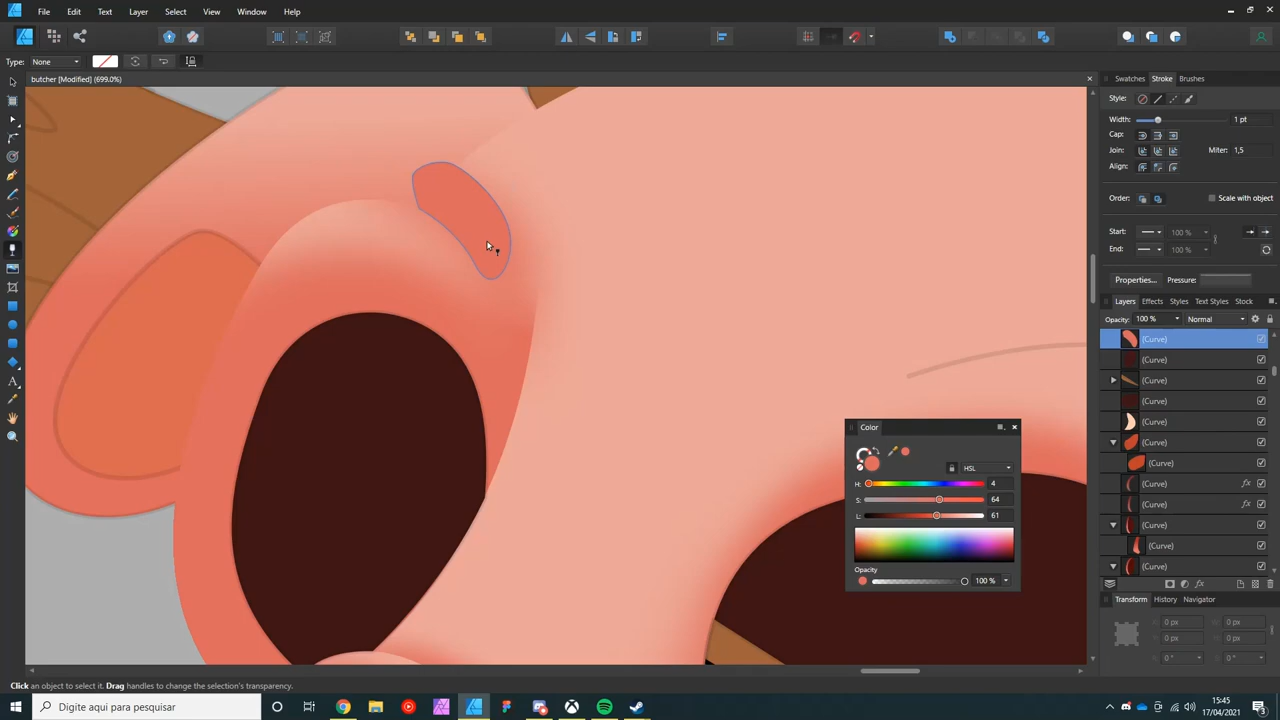 File Edit Text Layer Select View Window Help
Type: None
butcher [Modified] (699.0%)
Swatches Stroke Brushes
Style:
Width: 1 pt
Cap:
Join: Miter: 1,5
Align:
Order: Scale with object
Start: 100 %
End: 100 %
Properties... Pressure:
Layers Effects Styles Text Styles Stock
Opacity: 100 % Normal
(Curve)
(Curve)
(Curve)
(Curve)
(Curve)
(Curve)
(Curve)
(Curve)
(Curve)
(Curve)
(Curve)
(Curve)
Color
HSL
H: 4
S: 64
L: 61
Opacity
100 %
Transform History Navigator
X: 0 px W: 0 px
Y: 0 px H: 0 px
R: 0 ° S: 0 °
Click an object to select it. Drag handles to change the selection's transparency.
Digite aqui para pesquisar
15:45
17/04/2021